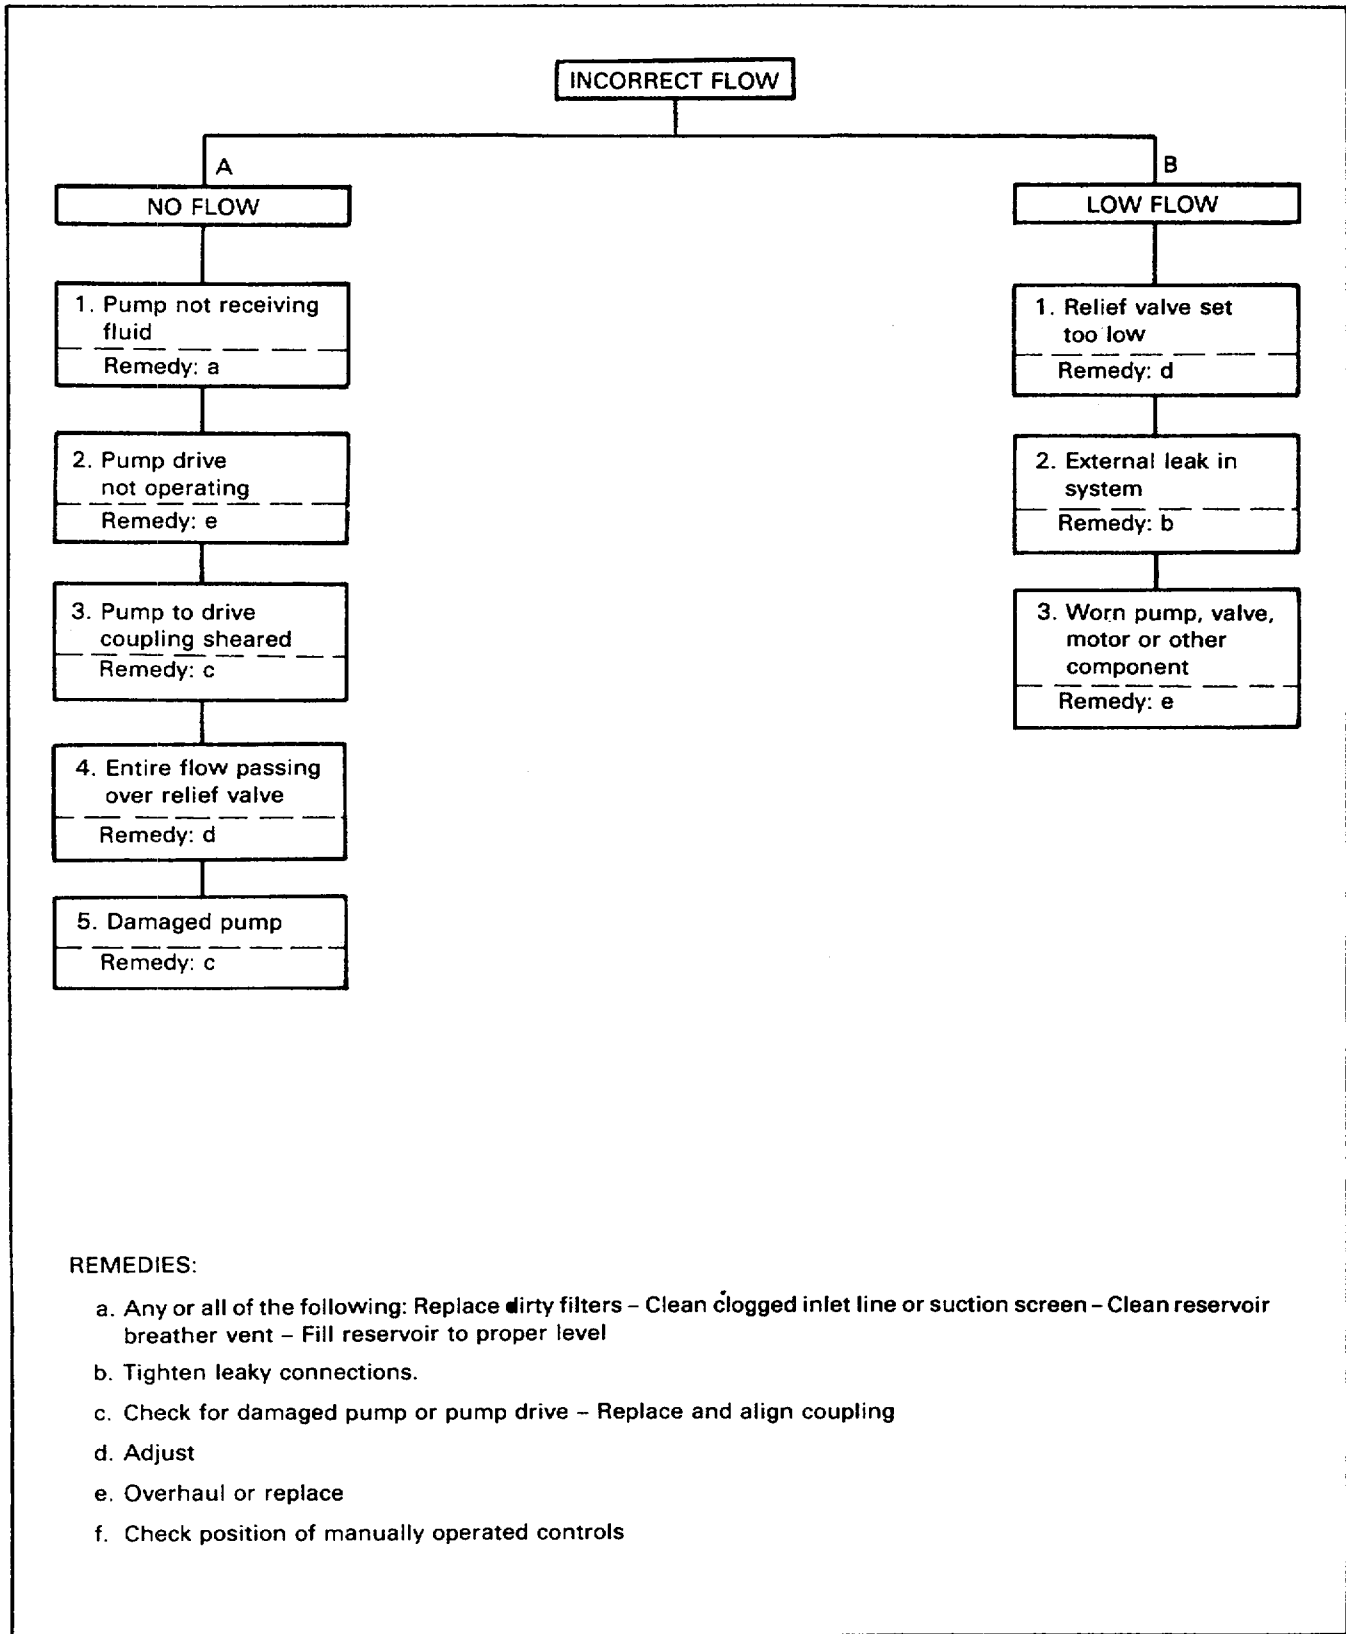 INCORRECT FLOW
A
NO FLOW
1. Pump not receiving
fluid
Remedy: a
2. Pump drive
not operating
Remedy: e
3. Pump to drive
coupling sheared
Remedy: c
4. Entire flow passing
over relief valve
Remedy: d
5. Damaged pump
Remedy: c
B
LOW FLOW
1. Relief valve set
too low
Remedy: d
2. External leak in
system
Remedy: b
3. Worn pump, valve,
motor or other
component
Remedy: e
REMEDIES:
a. Any or all of the following: Replace dirty filters – Clean clogged inlet line or suction screen – Clean reservoir
breather vent – Fill reservoir to proper level
b. Tighten leaky connections.
c. Check for damaged pump or pump drive – Replace and align coupling
d. Adjust
e. Overhaul or replace
f. Check position of manually operated controls